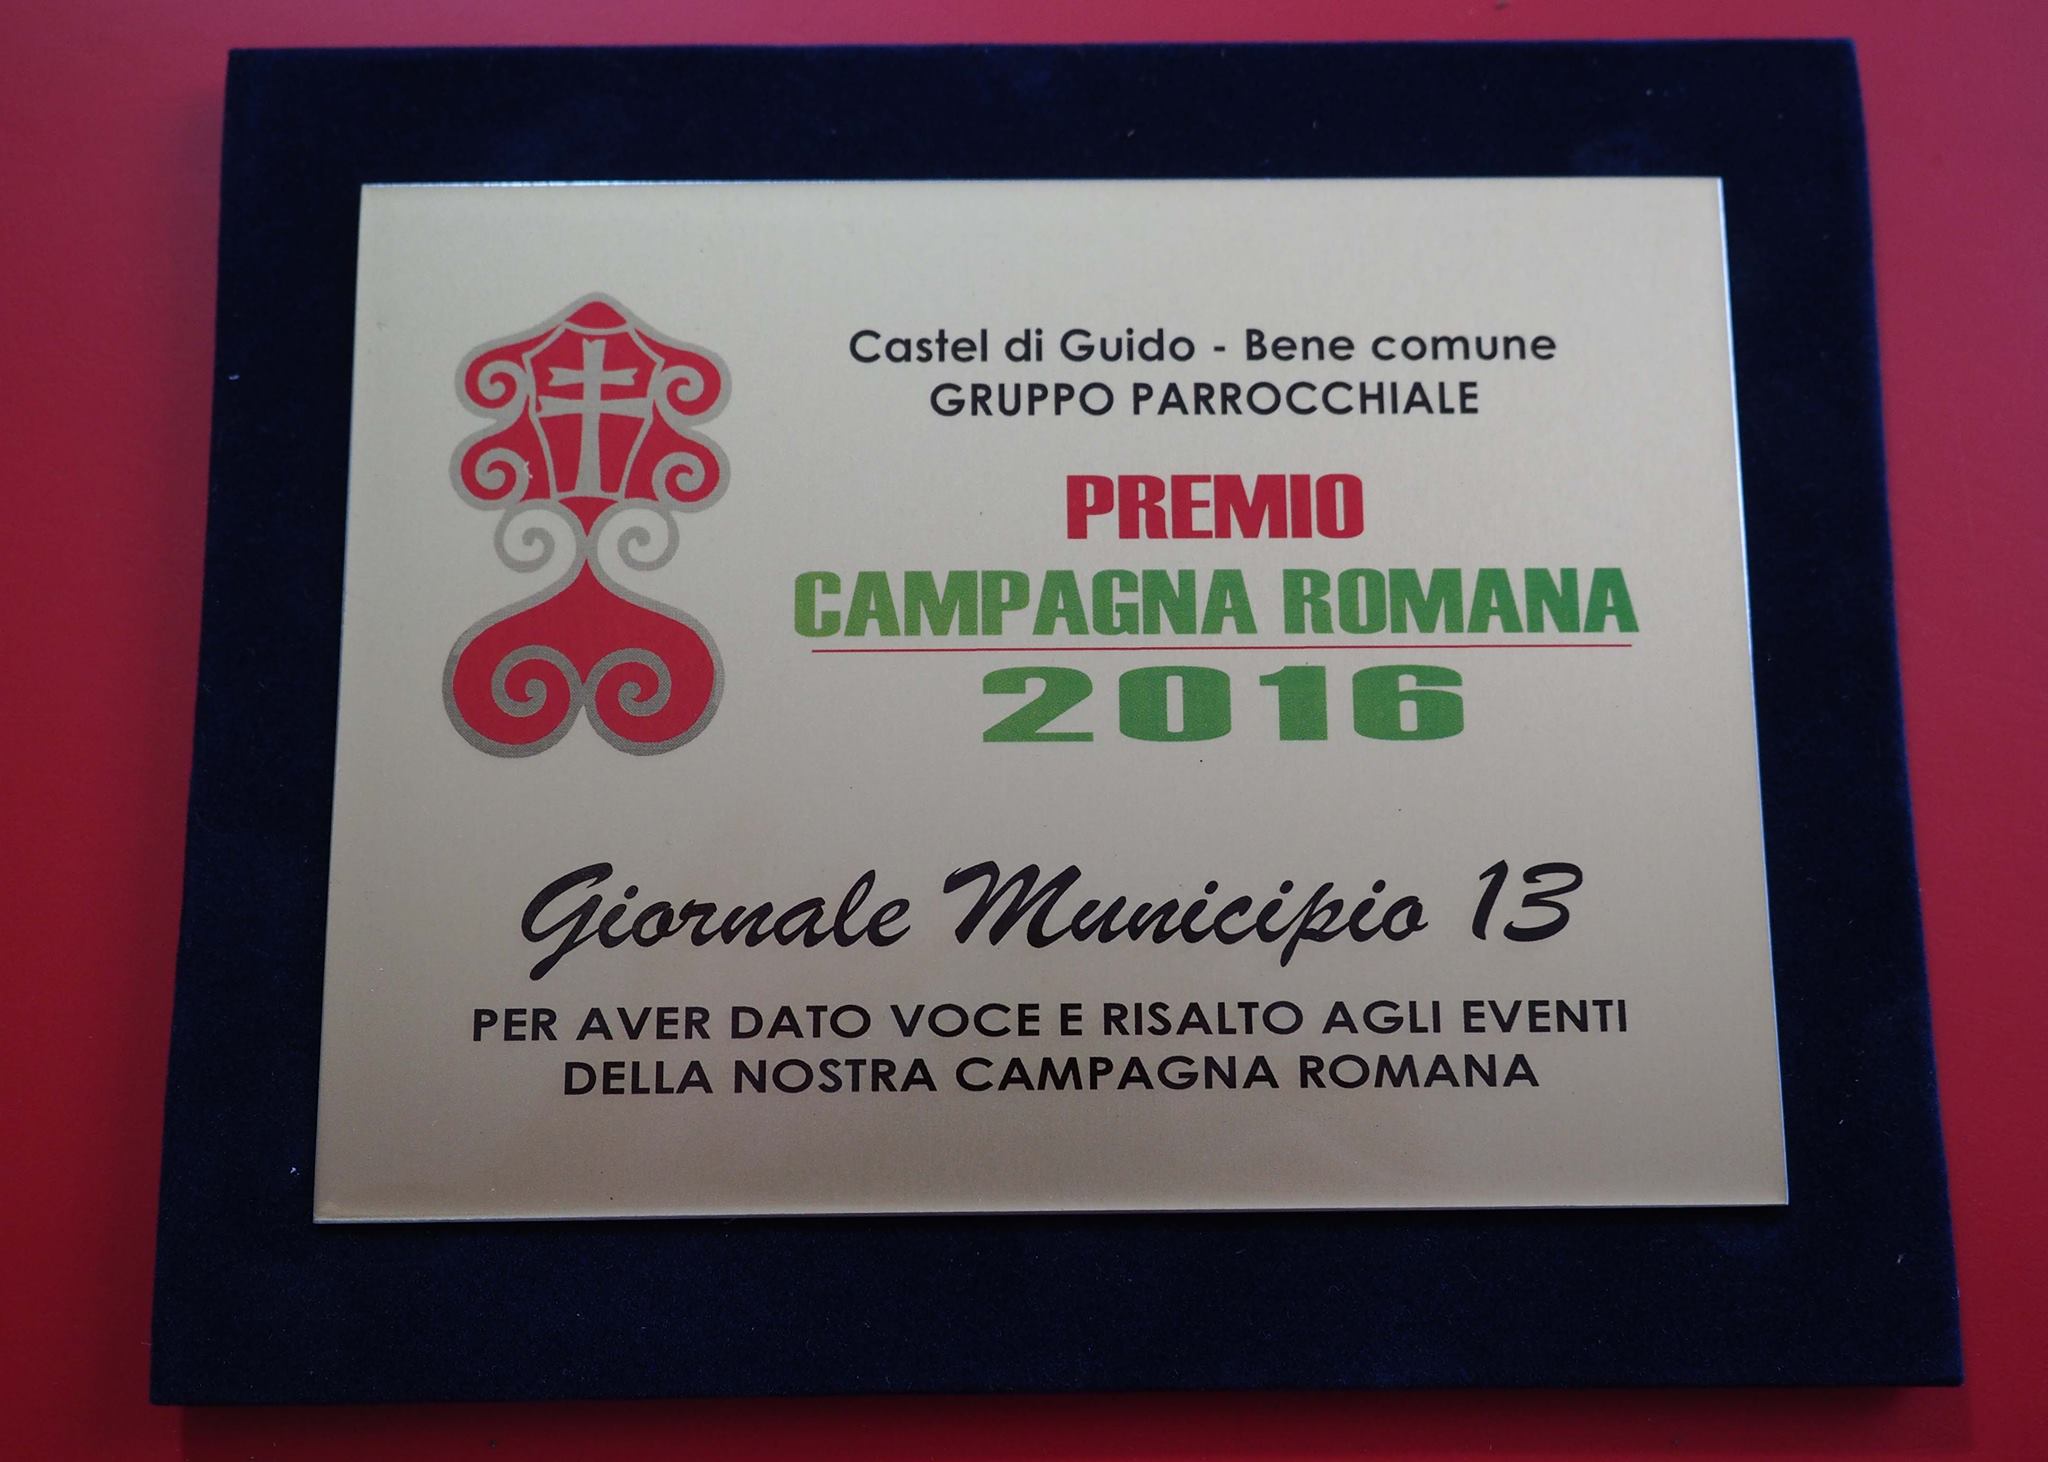 Castel di Guido - Bene comune
GRUPPO PARROCCHIALE
PREMIO
CAMPAGNA ROMANA
2016
Giornale Municipio 13
PER AVER DATO VOCE E RISALTO AGLI EVENTI
DELLA NOSTRA CAMPAGNA ROMANA